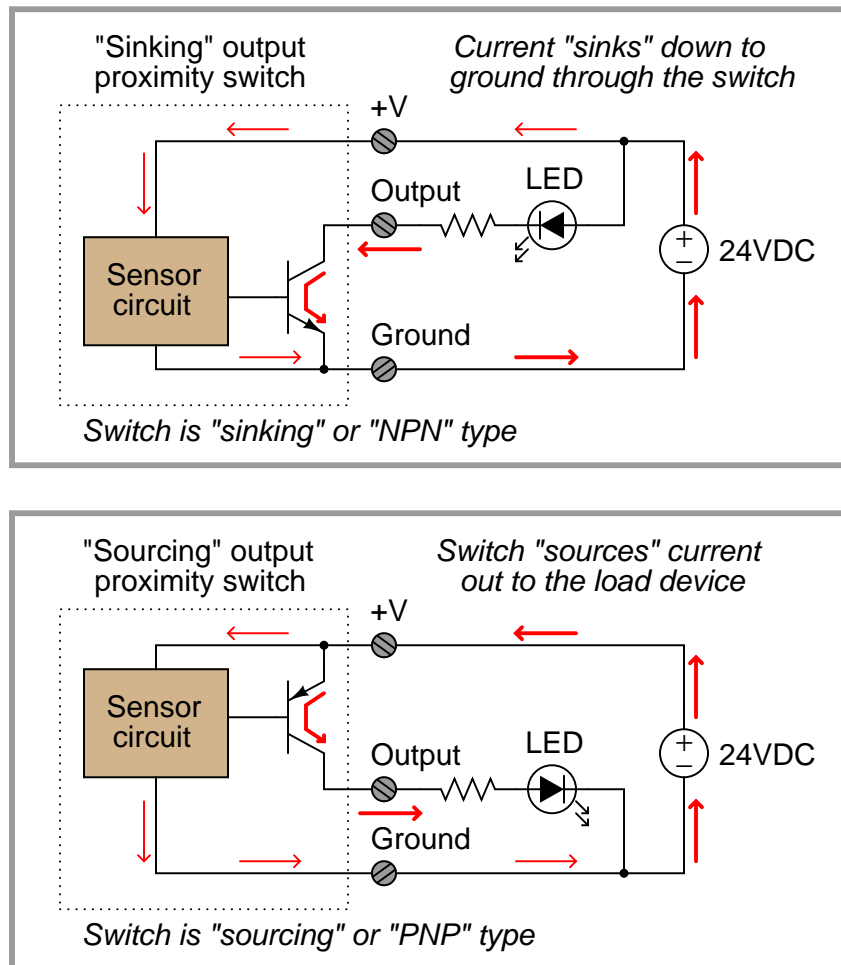 "Sinking" output
proximity switch
Current "sinks" down to
ground through the switch
+V
Output
LED
Sensor
circuit
+
−
24VDC
Ground
Switch is "sinking" or "NPN" type
"Sourcing" output
proximity switch
Switch "sources" current
out to the load device
+V
Sensor
circuit
Output
LED
+
−
24VDC
Ground
Switch is "sourcing" or "PNP" type